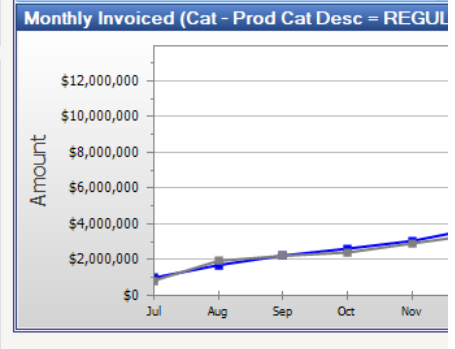 Monthly Invoiced (Cat - Prod Cat Desc = REGUL
Amount
$12,000,000
$10,000,000
$8,000,000
$6,000,000
$4,000,000
$2,000,000
$0
Jul Aug Sep Oct Nov